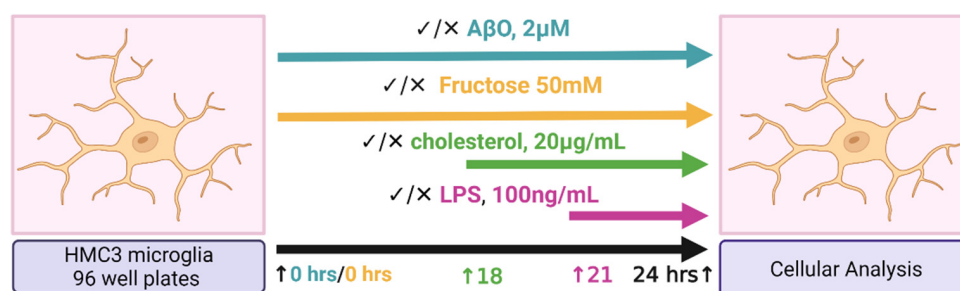 ✓/× AβO, 2µM
✓/× Fructose 50mM
✓/× cholesterol, 20µg/mL
✓/× LPS, 100ng/mL
HMC3 microglia
96 well plates
↑0 hrs/0 hrs
↑18
↑21
24 hrs↑
Cellular Analysis